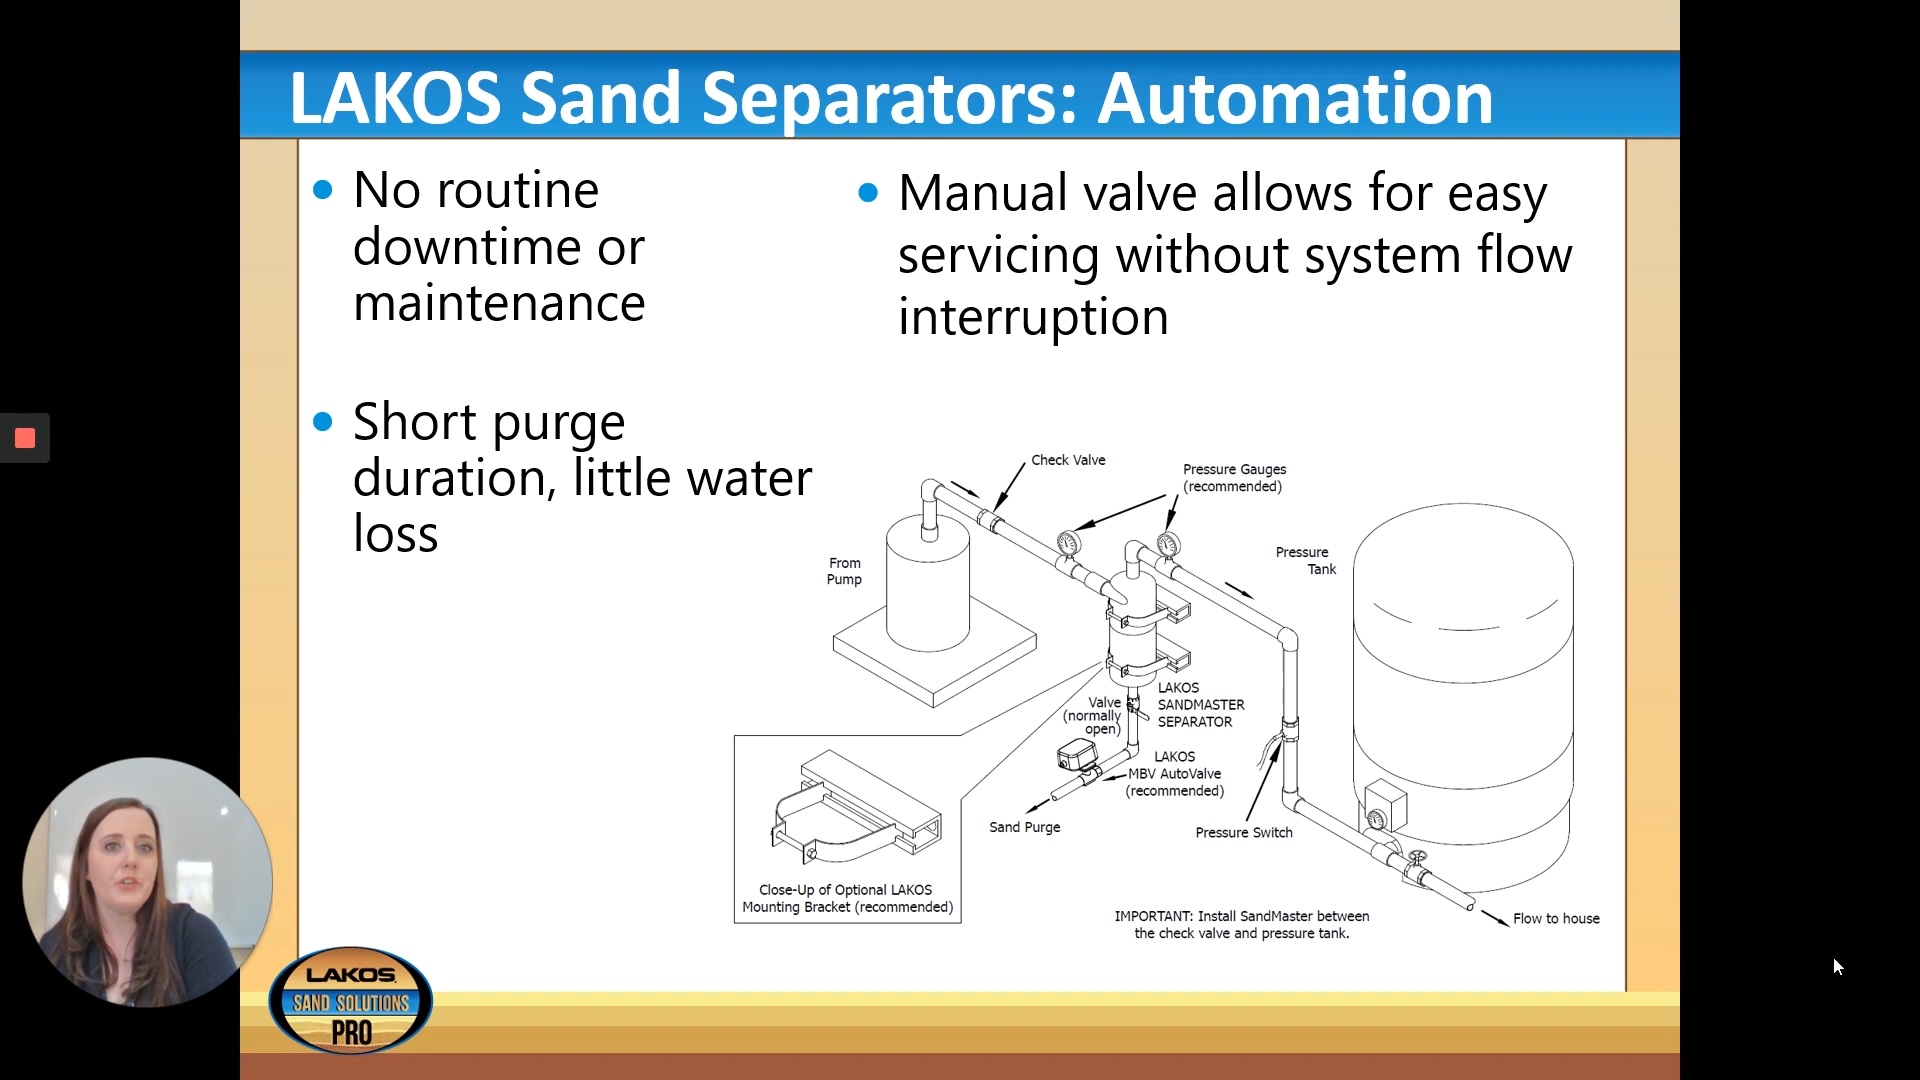 LAKOS Sand Separators: Automation
No routine
downtime or
maintenance
Short purge
duration, little water
loss
Manual valve allows for easy
servicing without system flow
interruption
Check Valve
Pressure Gauges
(recommended)
From
Pump
Pressure
Tank
Valve
(normally
open)
LAKOS
SANDMASTER
SEPARATOR
LAKOS
MBV AutoValve
(recommended)
Sand Purge
Pressure Switch
Close-Up of Optional LAKOS
Mounting Bracket (recommended)
IMPORTANT: Install SandMaster between
the check valve and pressure tank.
Flow to house
LAKOS
SAND SOLUTIONS
PRO